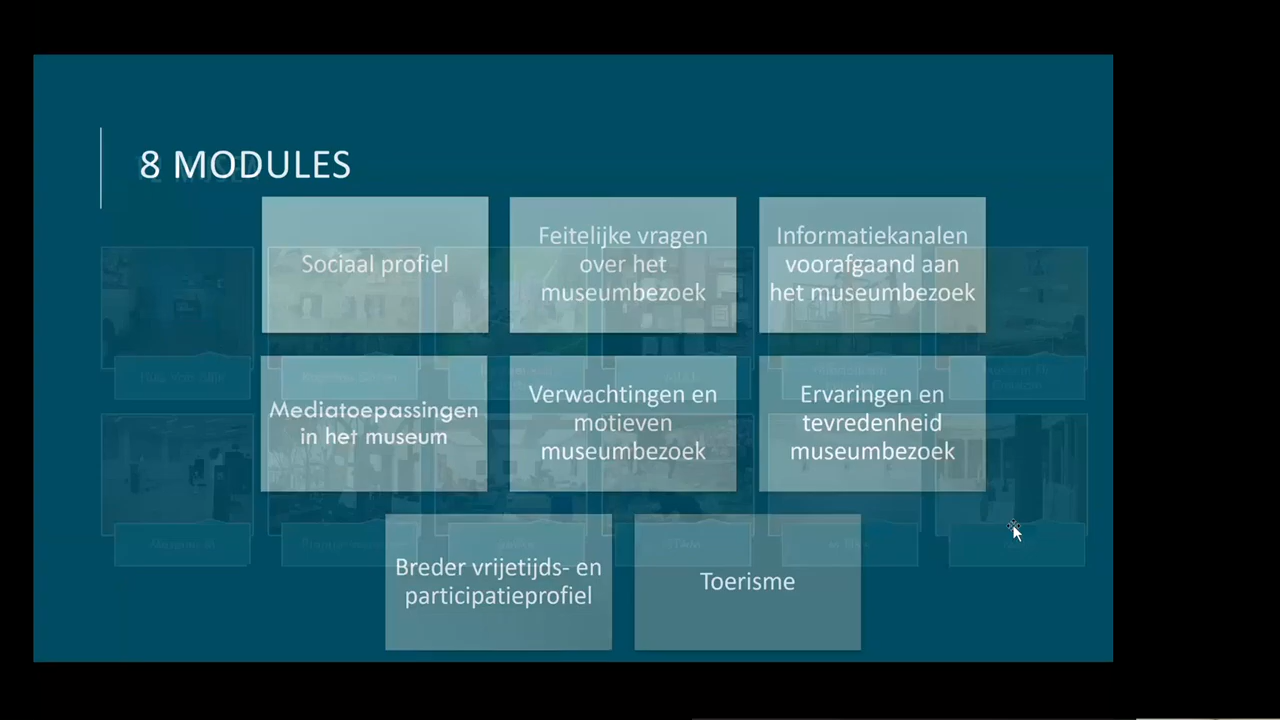 8 MODULES
Sociaal profiel
Feitelijke vragen
over het
museumbezoek
Informatiekanalen
voorafgaand aan
het museumbezoek
Mediatoepassingen
in het museum
Verwachtingen en
motieven
museumbezoek
Ervaringen en
tevredenheid
museumbezoek
Breder vrijetijds- en
participatieprofiel
Toerisme